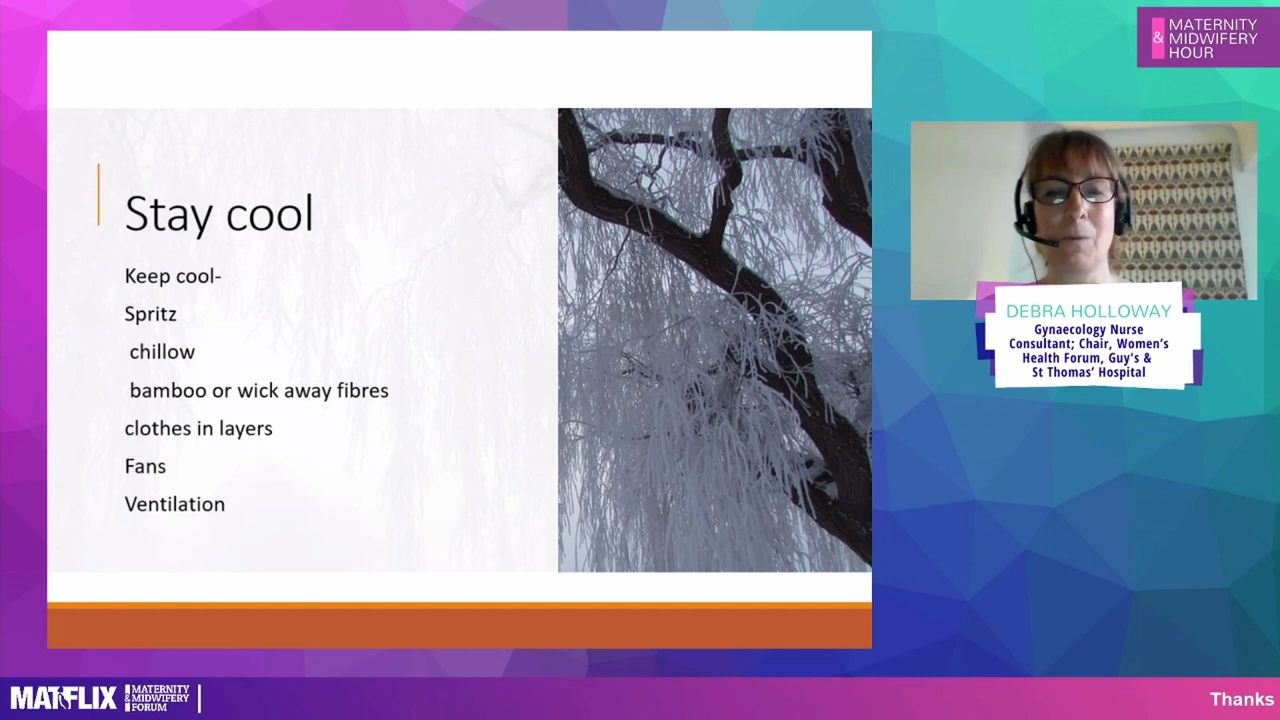 MATERNITY
& MIDWIFERY
HOUR
Stay cool
Keep cool-
Spritz
chillow
bamboo or wick away fibres
clothes in layers
Fans
Ventilation
DEBRA HOLLOWAY
Gynaecology Nurse
Consultant; Chair, Women’s
Health Forum, Guy's &
St Thomas’ Hospital
MATFLIX
MATERNITY
& MIDWIFERY
FORUM
Thanks